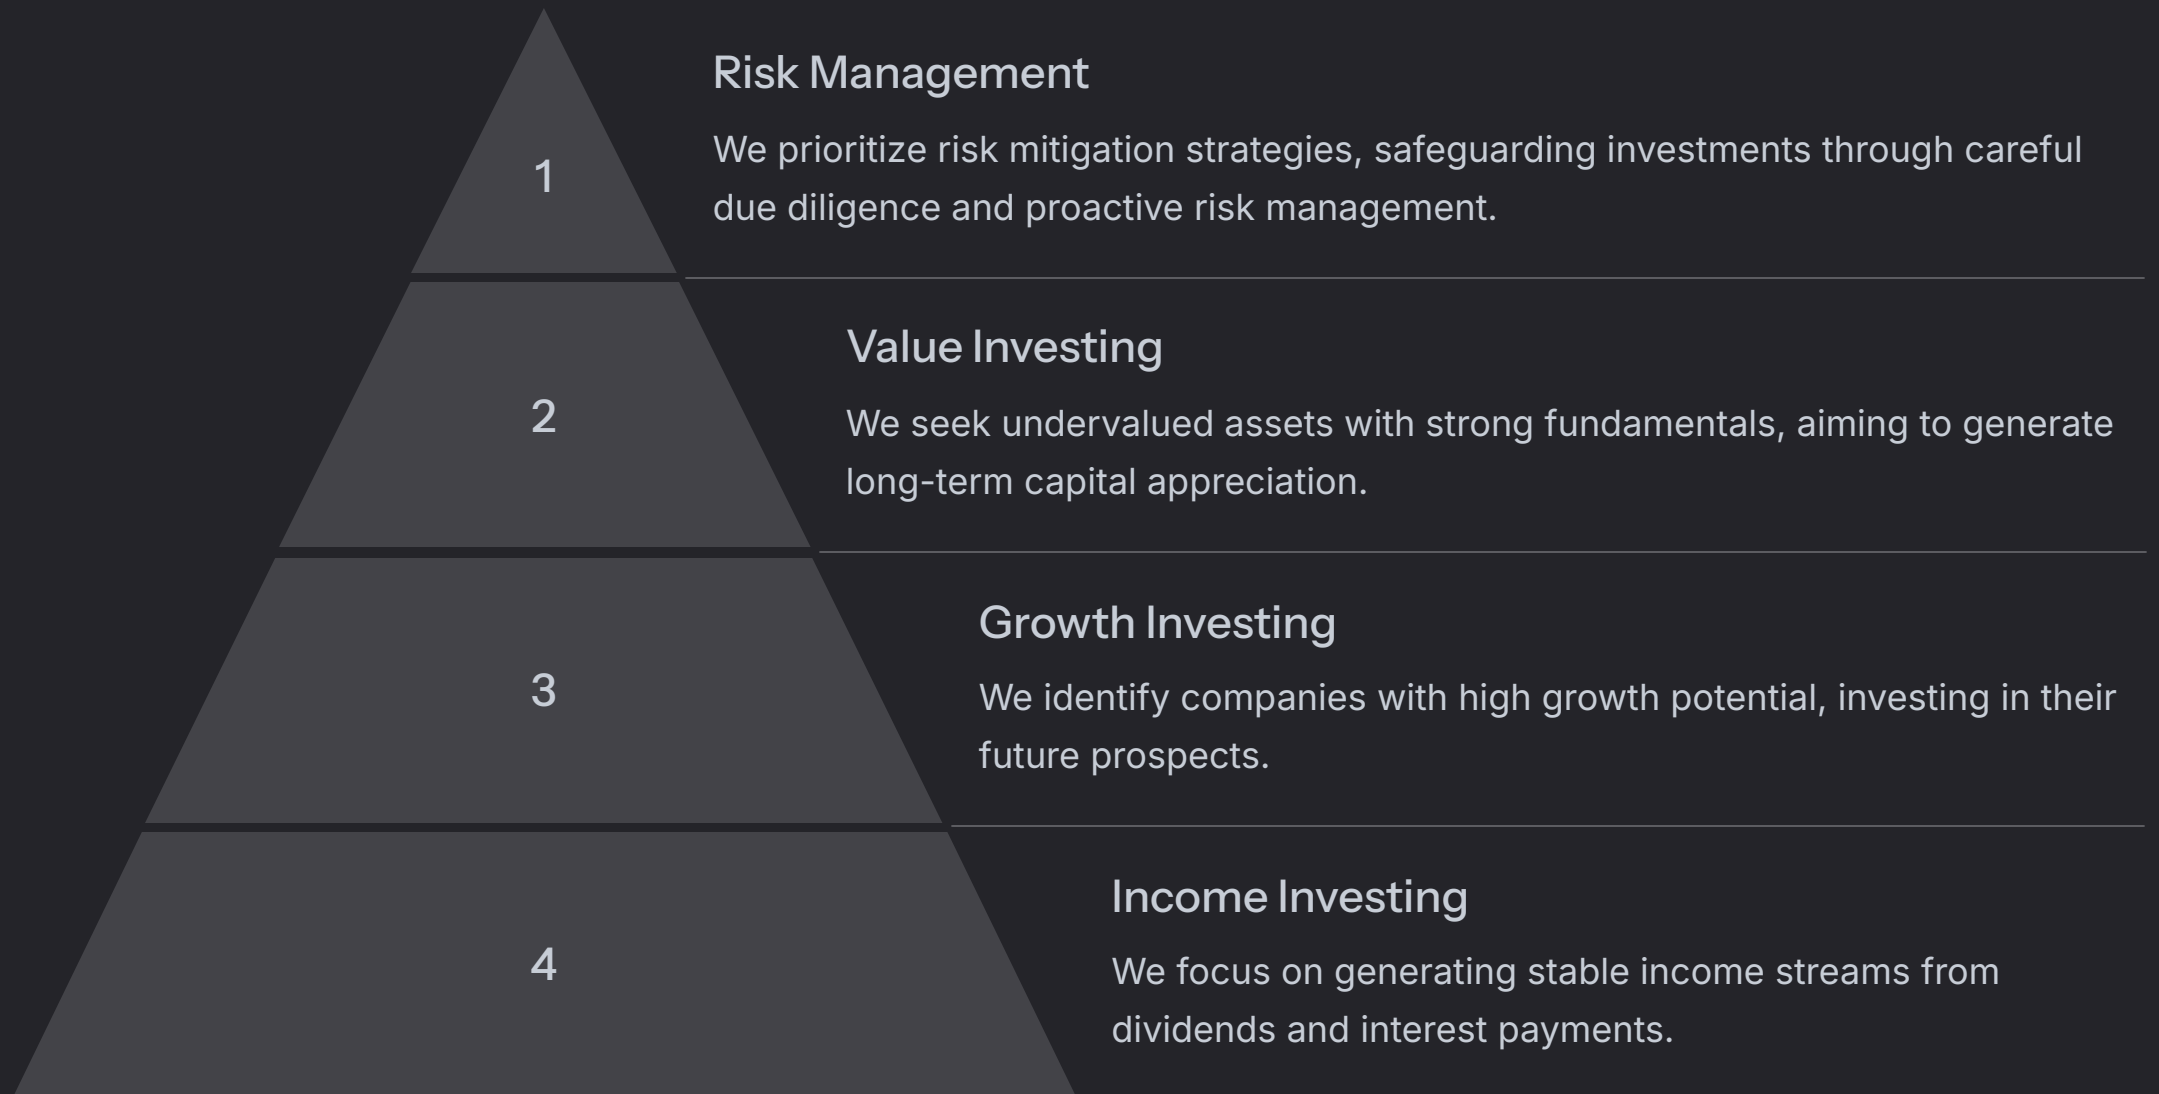 1
Risk Management
We prioritize risk mitigation strategies, safeguarding investments through careful
due diligence and proactive risk management.
2
Value Investing
We seek undervalued assets with strong fundamentals, aiming to generate
long-term capital appreciation.
3
Growth Investing
We identify companies with high growth potential, investing in their
future prospects.
4
Income Investing
We focus on generating stable income streams from
dividends and interest payments.